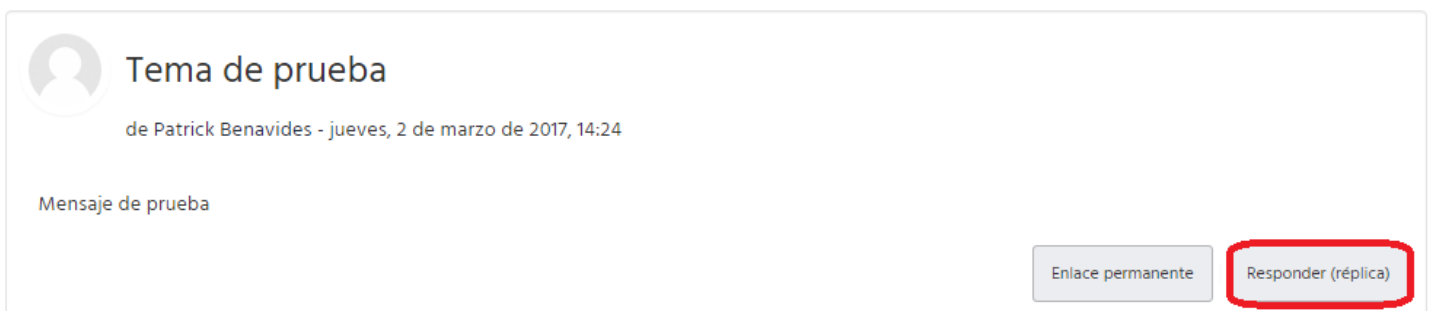 Tema de prueba
de Patrick Benavides - jueves, 2 de marzo de 2017, 14:24
Mensaje de prueba
Enlace permanente
Responder (réplica)